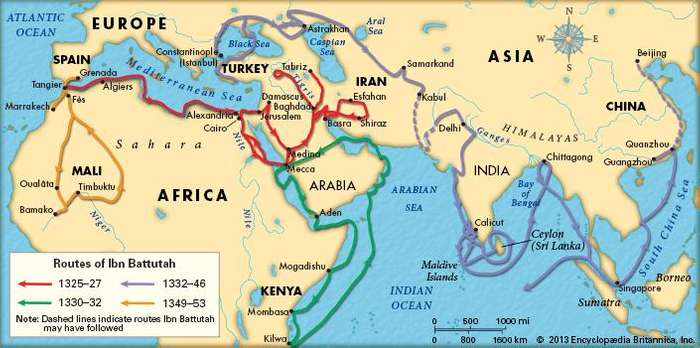 ATLANTIC
OCEAN
EUROPE
Black Sea
Astrakhan
Caspian
Sea
Aral
Sea
ASIA
N
W
E
S
Constantinople
(Istanbul)
SPAIN
Grenada
Tangier
Algiers
Mediterranean Sea
TURKEY
Tabriz
Tigris
IRAN
Samarkand
Beijing
Marrakech
Fès
Damascus
Baghdad
Esfahan
Kabul
CHINA
Alexandria
Cairo
Jerusalem
Basra
Shiraz
Delhi
Ganges
HIMALAYAS
Quanzhou
Guangzhou
Sahara
Nile
Medina
Mecca
Chittagong
MALI
Oualâta
Timbuktu
AFRICA
ARABIA
ARABIAN
SEA
INDIA
Bay
of
Bengal
South China Sea
Bamako
Niger
Nile
Aden
Calicut
Ceylon
(Sri Lanka)
Maldive
Islands
Routes of Ibn Battutah
1325–27
1332–46
1330–32
1349–53
Note: Dashed lines indicate routes Ibn Battutah
may have followed
Mogadishu
KENYA
Mombasa
Kilwa
INDIAN
OCEAN
Singapore
Sumatra
Borneo
0 500 1000 mi
0 800 1600 km
© 2013 Encyclopædia Britannica, Inc.